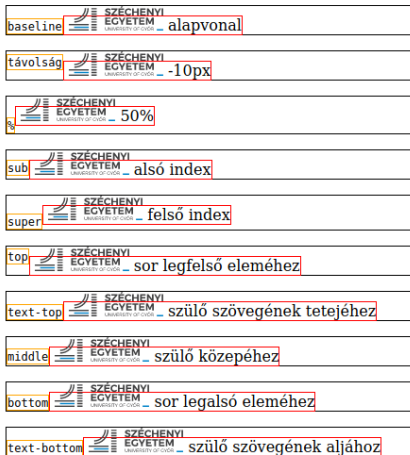 baseline SZÉCHENYI EGYETEM UNIVERSITY OF GYŐR _ alapvonal
távolság SZÉCHENYI EGYETEM UNIVERSITY OF GYŐR _ -10px
% SZÉCHENYI EGYETEM UNIVERSITY OF GYŐR _ 50%
sub SZÉCHENYI EGYETEM UNIVERSITY OF GYŐR _ alsó index
super SZÉCHENYI EGYETEM UNIVERSITY OF GYŐR _ felső index
top SZÉCHENYI EGYETEM UNIVERSITY OF GYŐR _ sor legfelső eleméhez
text-top SZÉCHENYI EGYETEM UNIVERSITY OF GYŐR _ szülő szövegének tetejéhez
middle SZÉCHENYI EGYETEM UNIVERSITY OF GYŐR _ szülő közepéhez
bottom SZÉCHENYI EGYETEM UNIVERSITY OF GYŐR _ sor legalsó eleméhez
text-bottom SZÉCHENYI EGYETEM UNIVERSITY OF GYŐR _ szülő szövegének aljához